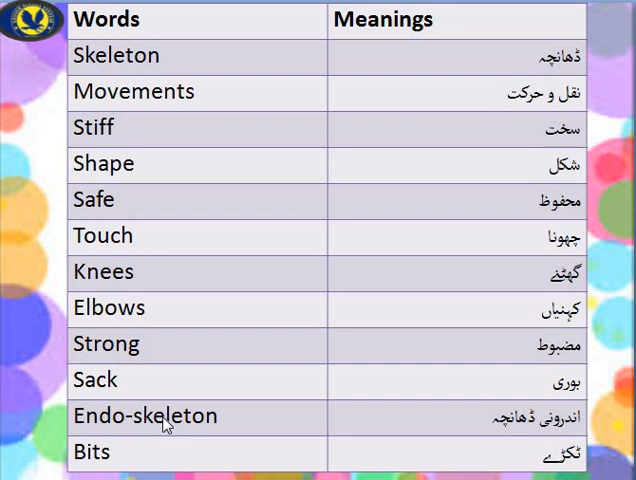 Words Meanings
Skeleton ڈھانچہ
Movements نقل و حرکت
Stiff سخت
Shape شکل
Safe محفوظ
Touch چھونا
Knees گھٹنے
Elbows کہنیاں
Strong مضبوط
Sack بوری
Endo-skeleton اندرونی ڈھانچہ
Bits ٹکڑے